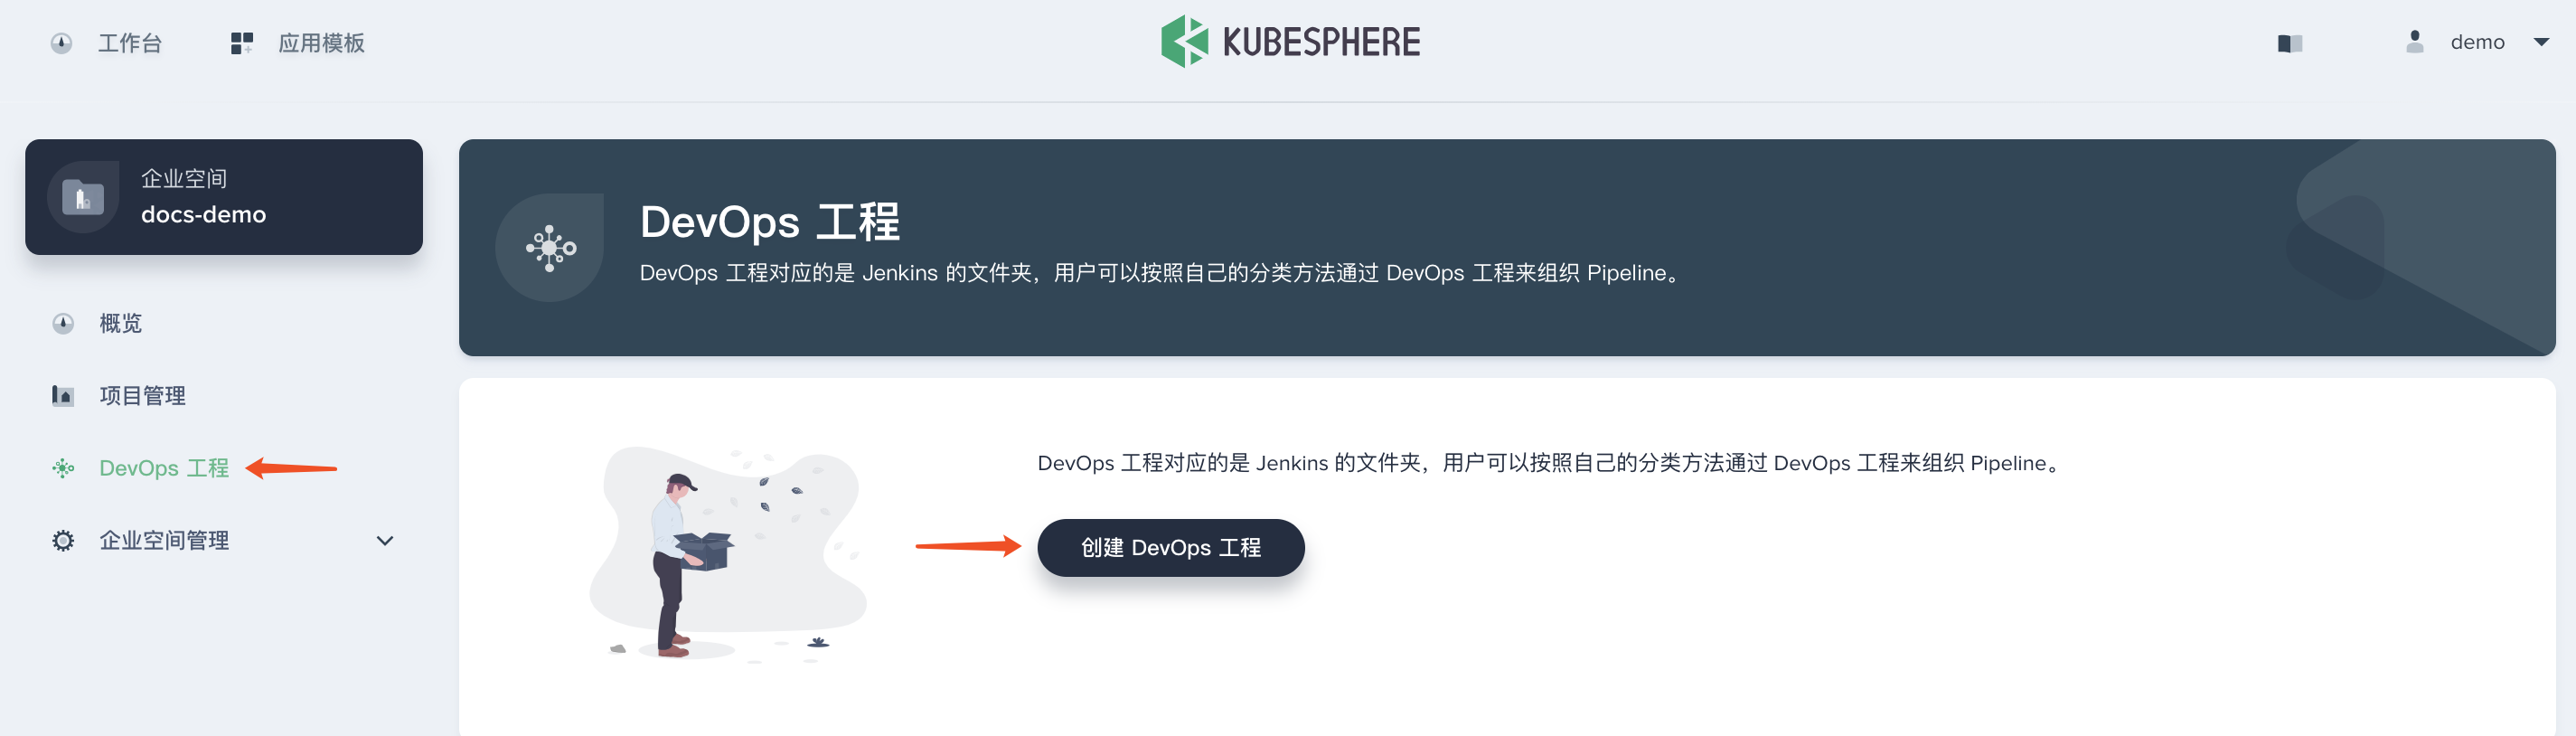 工作台
应用模板
KUBESPHERE
demo
企业空间
docs-demo
概览
项目管理
DevOps 工程
企业空间管理
DevOps 工程
DevOps 工程对应的是 Jenkins 的文件夹，用户可以按照自己的分类方法通过 DevOps 工程来组织 Pipeline。
DevOps 工程对应的是 Jenkins 的文件夹，用户可以按照自己的分类方法通过 DevOps 工程来组织 Pipeline。
创建 DevOps 工程